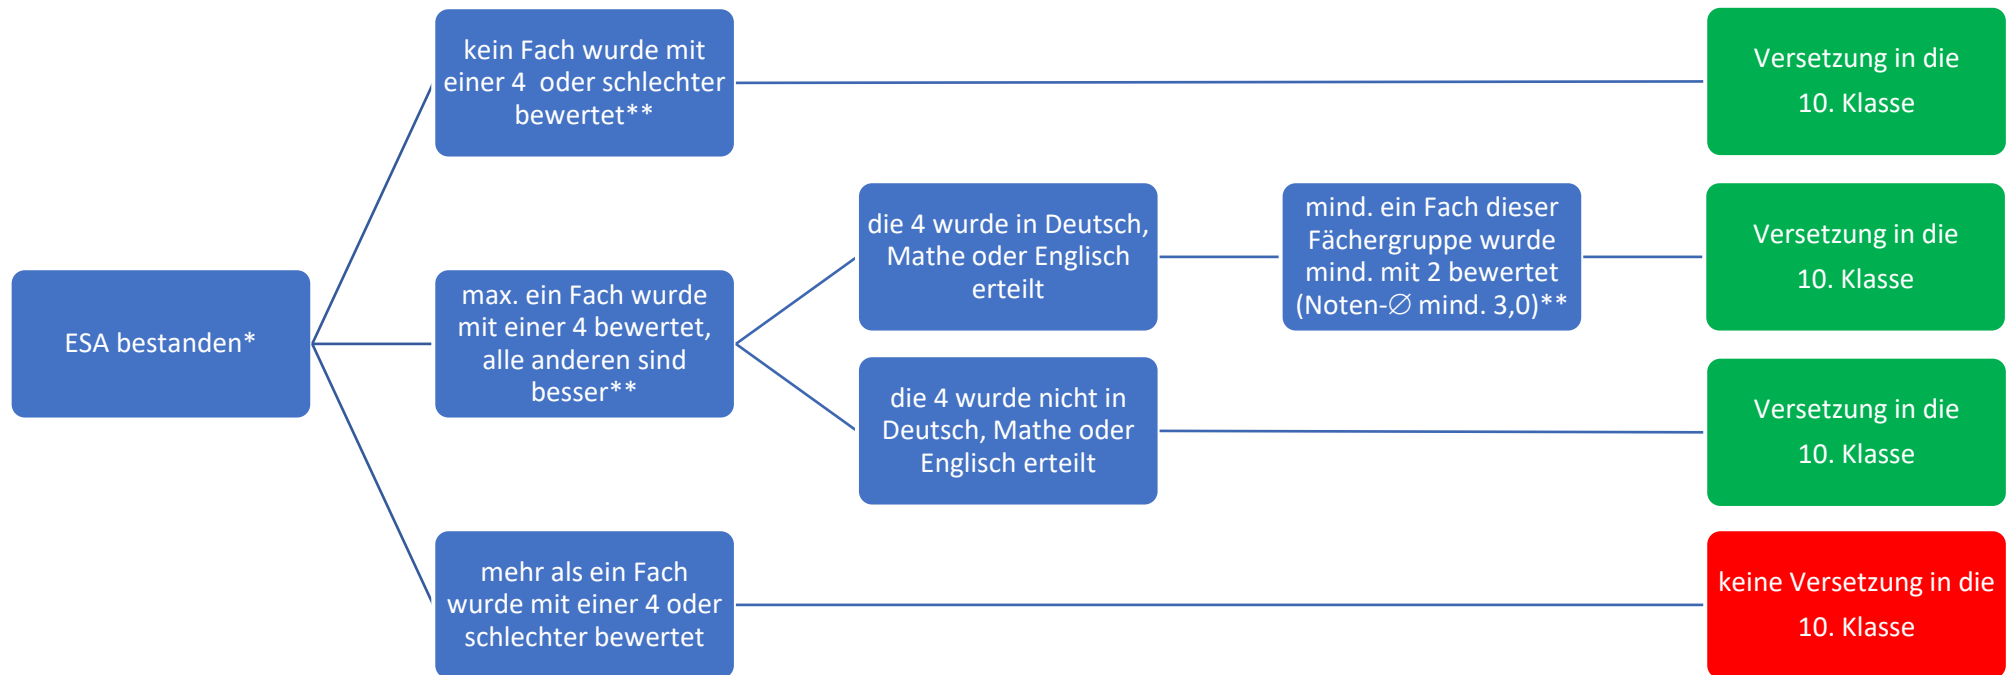 kein Fach wurde mit
einer 4  oder schlechter
bewertet**
Versetzung in die
10. Klasse
die 4 wurde in Deutsch,
Mathe oder Englisch
erteilt
mind. ein Fach dieser
Fächergruppe wurde
mind. mit 2 bewertet
(Noten-∅ mind. 3,0)**
Versetzung in die
10. Klasse
ESA bestanden*
max. ein Fach wurde
mit einer 4 bewertet,
alle anderen sind
besser**
die 4 wurde nicht in
Deutsch, Mathe oder
Englisch erteilt
Versetzung in die
10. Klasse
mehr als ein Fach
wurde mit einer 4 oder
schlechter bewertet
keine Versetzung in die
10. Klasse